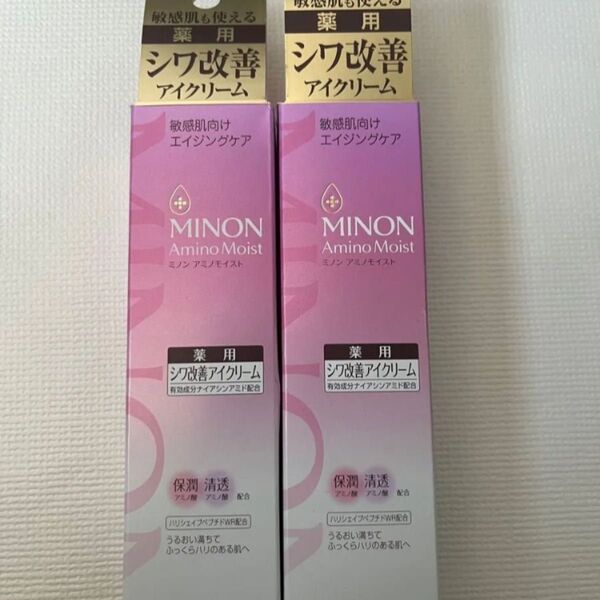 敏感肌も使える
薬用
シワ改善
アイクリーム
敏感肌向け
エイジングケア
MINON
Amino Moist
ミノン アミノモイスト
薬用
シワ改善アイクリーム
有効成分ナイアシンアミド配合
保潤 清透
アミノ酸 アミノ酸 配合
ハリシェイプペプチドWR配合
うるおい満ちて
ふっくらハリのある肌へ
敏感肌も使える
薬用
シワ改善
アイクリーム
敏感肌向け
エイジングケア
MINON
Amino Moist
ミノン アミノモイスト
薬用
シワ改善アイクリーム
有効成分ナイアシンアミド配合
保潤 清透
アミノ酸 アミノ酸 配合
ハリシェイプペプチドWR配合
うるおい満ちて
ふっくらハリのある肌へ